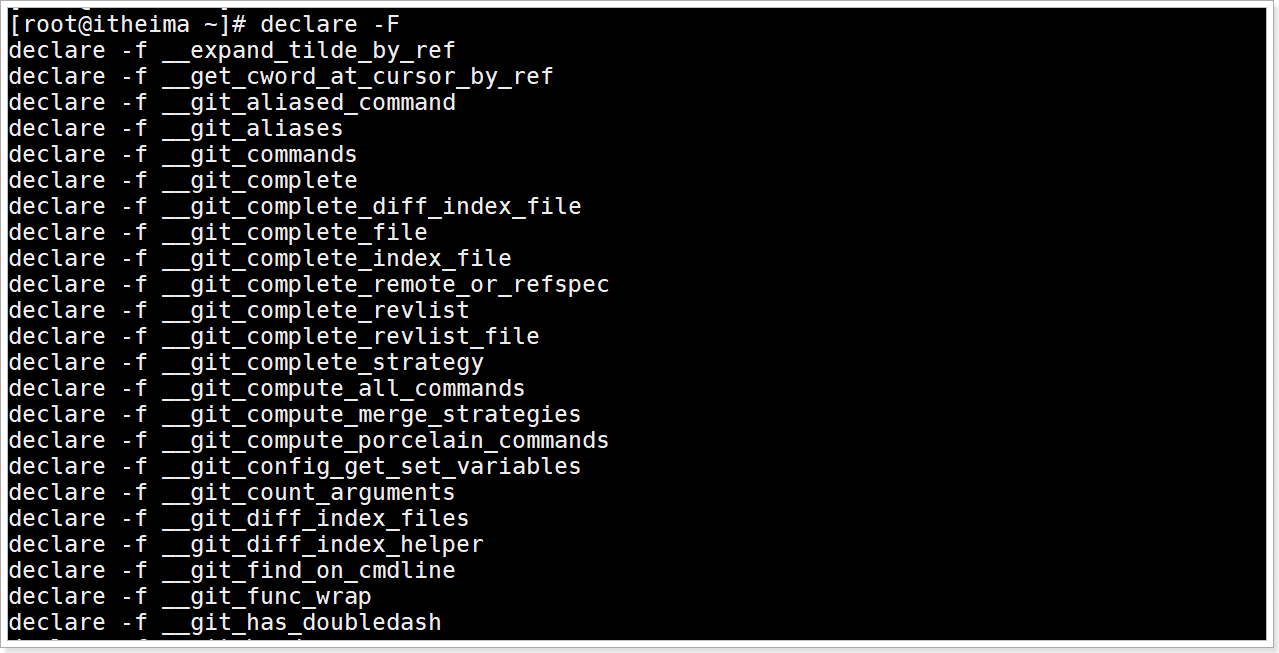 [root@itheima ~]# declare -F
declare -f __expand_tilde_by_ref
declare -f __get_cword_at_cursor_by_ref
declare -f __git_aliased_command
declare -f __git_aliases
declare -f __git_commands
declare -f __git_complete
declare -f __git_complete_diff_index_file
declare -f __git_complete_file
declare -f __git_complete_index_file
declare -f __git_complete_remote_or_refspec
declare -f __git_complete_revlist
declare -f __git_complete_revlist_file
declare -f __git_complete_strategy
declare -f __git_compute_all_commands
declare -f __git_compute_merge_strategies
declare -f __git_compute_porcelain_commands
declare -f __git_config_get_set_variables
declare -f __git_count_arguments
declare -f __git_diff_index_files
declare -f __git_diff_index_helper
declare -f __git_find_on_cmdline
declare -f __git_func_wrap
declare -f __git_has_doubledash